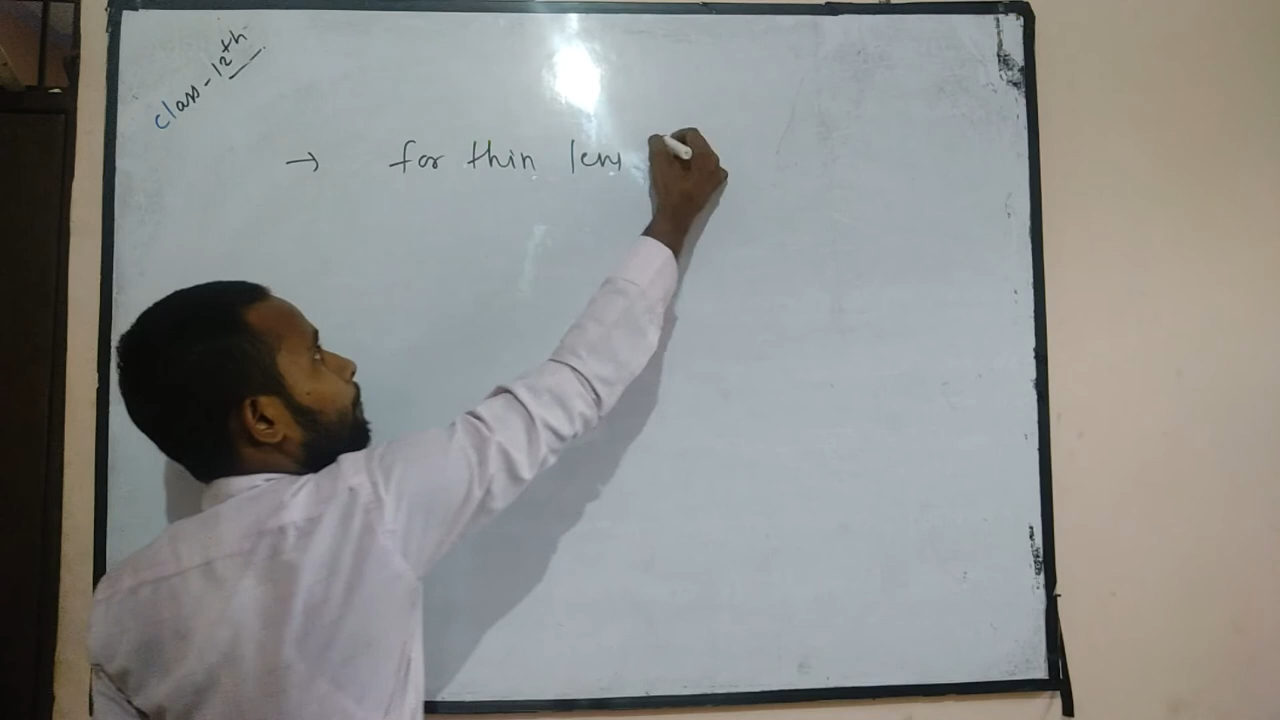 class-12th
→ for thin lens